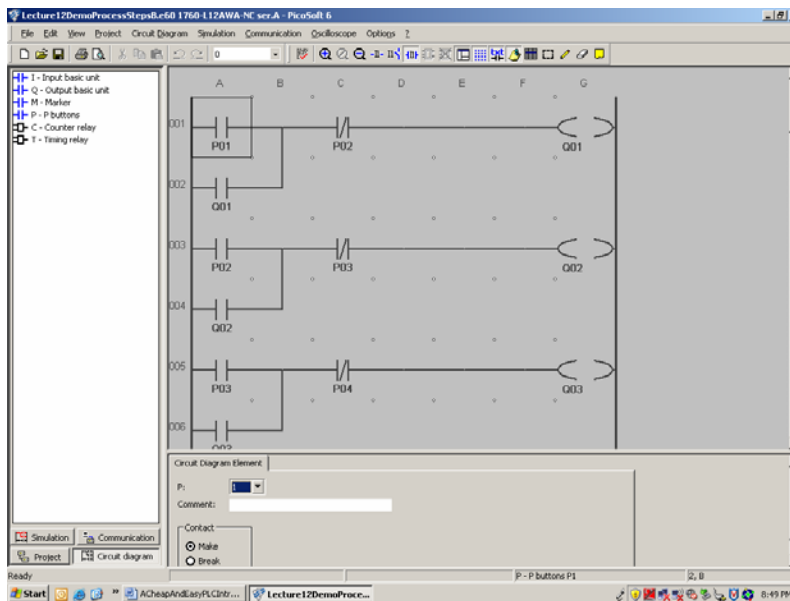 Lecture12DemoProcessStepsB.e60 1760-L12AWA-NC ser.A - PicoSoft 6
File Edit View Project Circuit Diagram Simulation Communication Oscilloscope Options ?
0
I - Input basic unit
Q - Output basic unit
M - Marker
P - P buttons
C - Counter relay
T - Timing relay
A B C D E F G
001
P01 P02 Q01
002
Q01
003
P02 P03 Q02
004
Q02
005
P03 P04 Q03
006
Q03
Circuit Diagram Element
P: 1
Comment:
Contact
Make
Break
Simulation Communication
Project Circuit diagram
Ready P - P buttons P1 2, 0
Start » ACheapAndEasyPLCIntr... Lecture12DemoProce... 8:49 PM